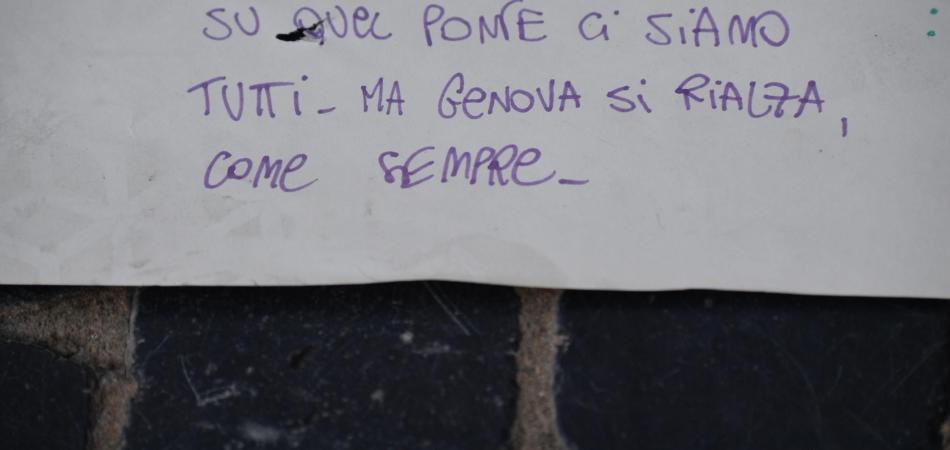 SU QUEL PONTE Ci SiAMO
TUTTi - MA GENOVA Si RiALZA,
COME SEMPRE -